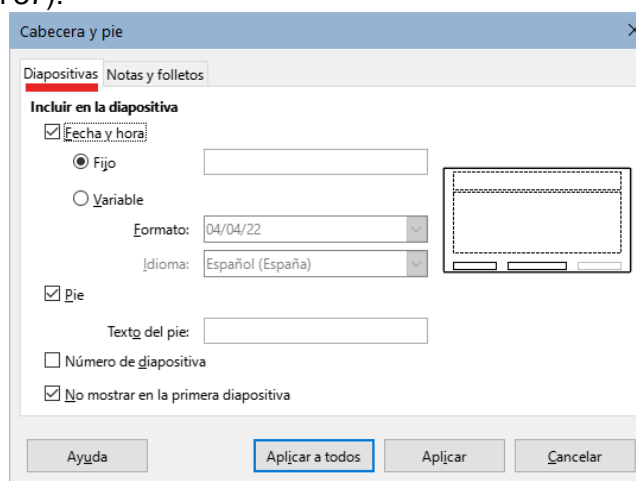 Cabecera y pie
Diapositivas Notas y folletos
Incluir en la diapositiva
Fecha y hora
Fijo
Variable
Formato: 04/04/22
Idioma: Español (España)
Pie
Texto del pie:
Número de diapositiva
No mostrar en la primera diapositiva
Ayuda Aplicar a todos Aplicar Cancelar